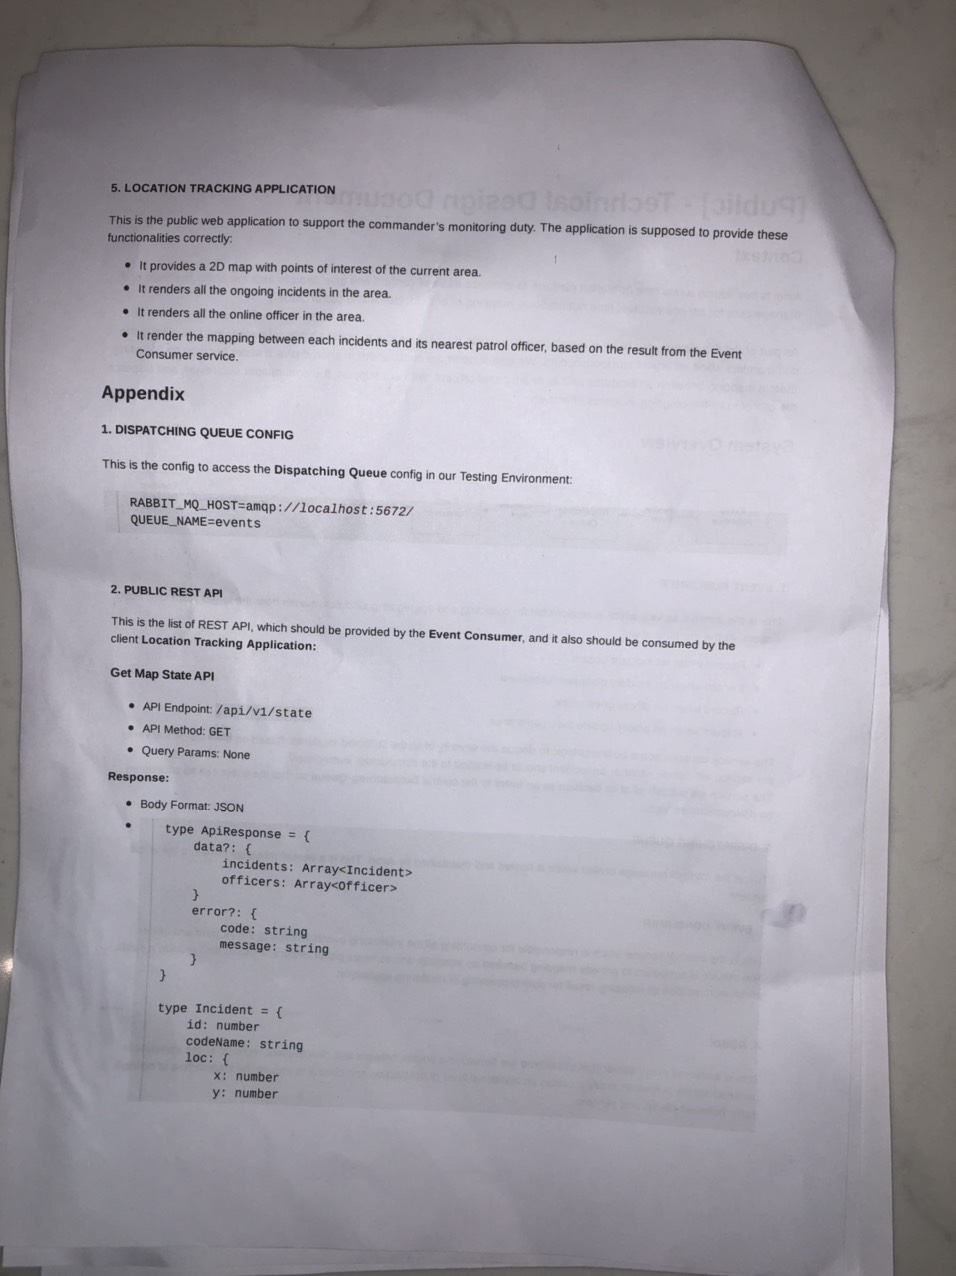 5. LOCATION TRACKING APPLICATION
This is the public web application to support the commander's monitoring duty. The application is supposed to provide these
functionalities correctly:
• It provides a 2D map with points of interest of the current area.
• It renders all the ongoing incidents in the area.
• It renders all the online officer in the area.
• It render the mapping between each incidents and its nearest patrol officer, based on the result from the Event
Consumer service.
Appendix
1. DISPATCHING QUEUE CONFIG
This is the config to access the Dispatching Queue config in our Testing Environment:
RABBIT_MQ_HOST=amqp://localhost:5672/
QUEUE_NAME=events
2. PUBLIC REST API
This is the list of REST API, which should be provided by the Event Consumer, and it also should be consumed by the
client Location Tracking Application:
Get Map State API
• API Endpoint: /api/v1/state
• API Method: GET
• Query Params: None
Response:
• Body Format: JSON
• type ApiResponse = {
data?: {
incidents: Array<Incident>
officers: Array<Officer>
}
error?: {
code: string
message: string
}
}
type Incident = {
id: number
codeName: string
loc: {
x: number
y: number
[Public] - Technical Design Document
Context
System Overview